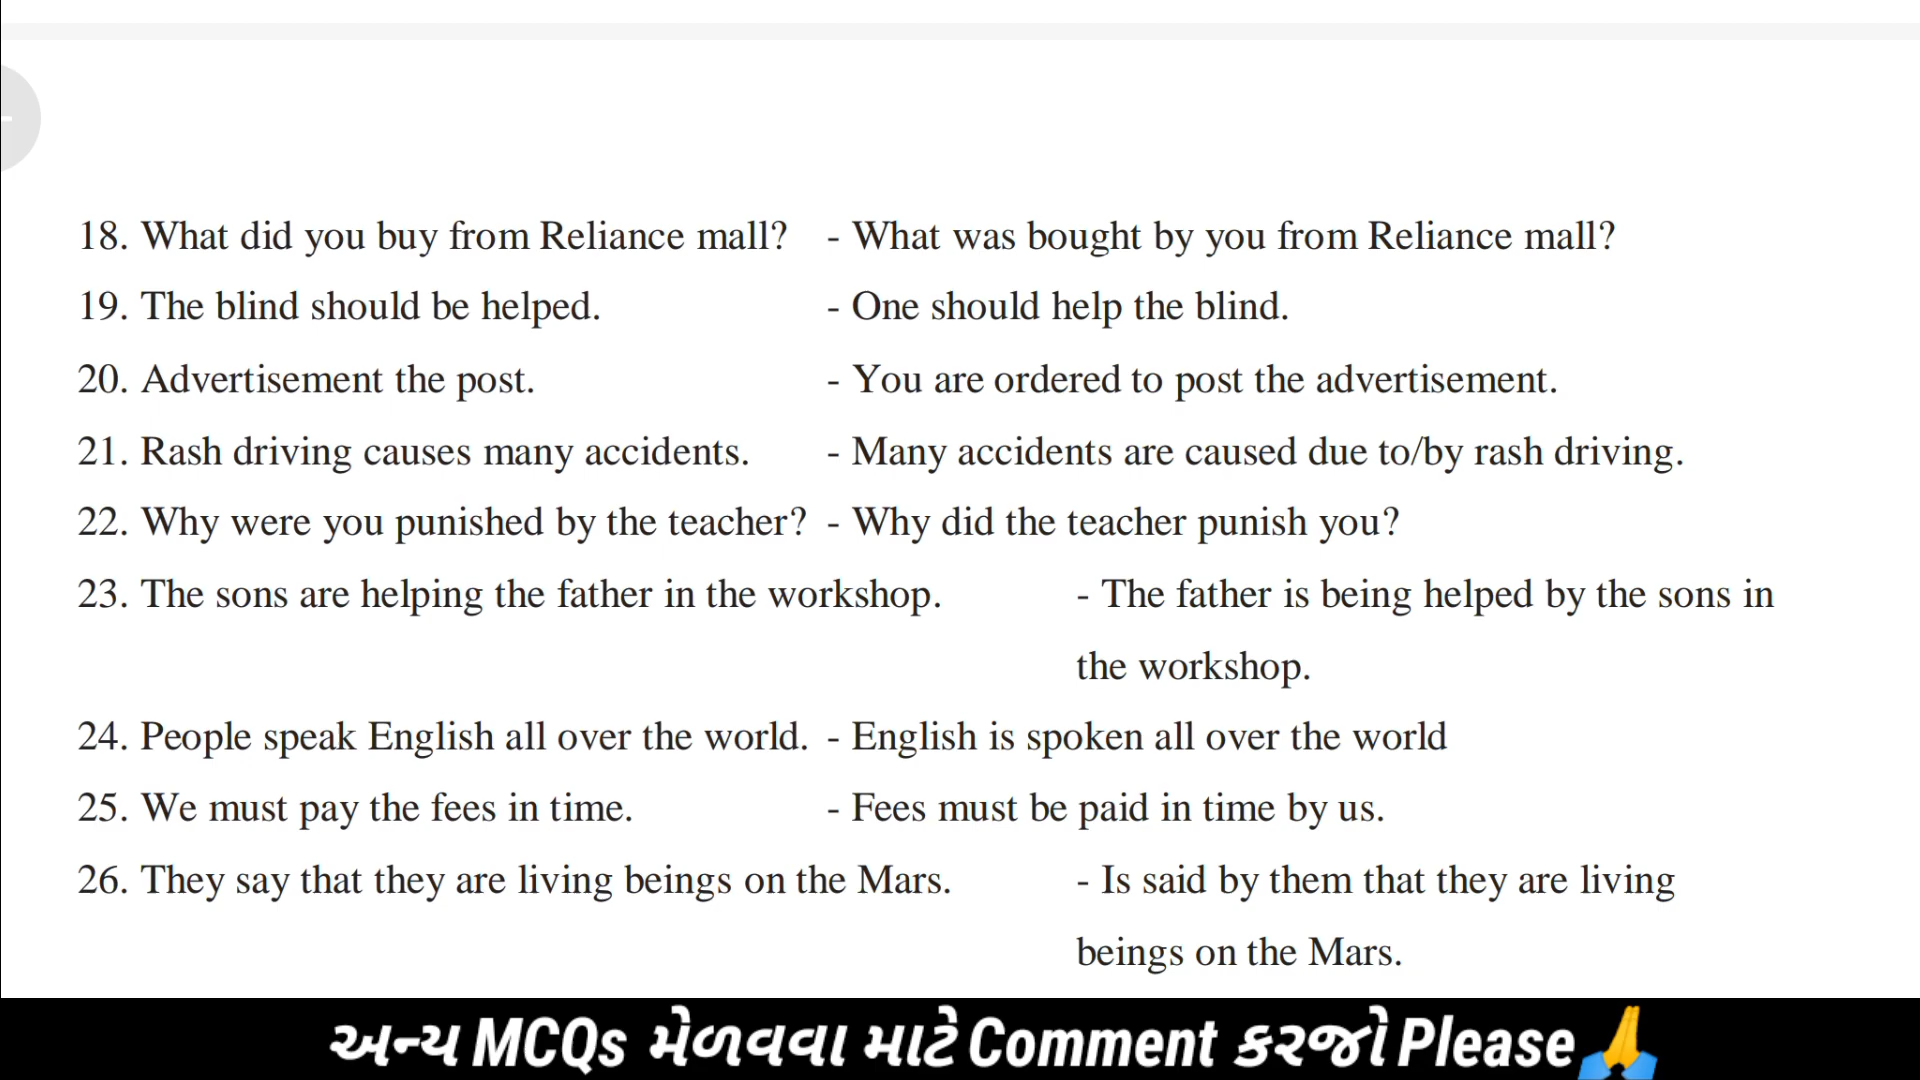 18. What did you buy from Reliance mall? - What was bought by you from Reliance mall?
19. The blind should be helped. - One should help the blind.
20. Advertisement the post. - You are ordered to post the advertisement.
21. Rash driving causes many accidents. - Many accidents are caused due to/by rash driving.
22. Why were you punished by the teacher? - Why did the teacher punish you?
23. The sons are helping the father in the workshop. - The father is being helped by the sons in
the workshop.
24. People speak English all over the world. - English is spoken all over the world
25. We must pay the fees in time. - Fees must be paid in time by us.
26. They say that they are living beings on the Mars. - Is said by them that they are living
beings on the Mars.
અન્ય MCQs મેળવવા માટે Comment કરજો Please🙏